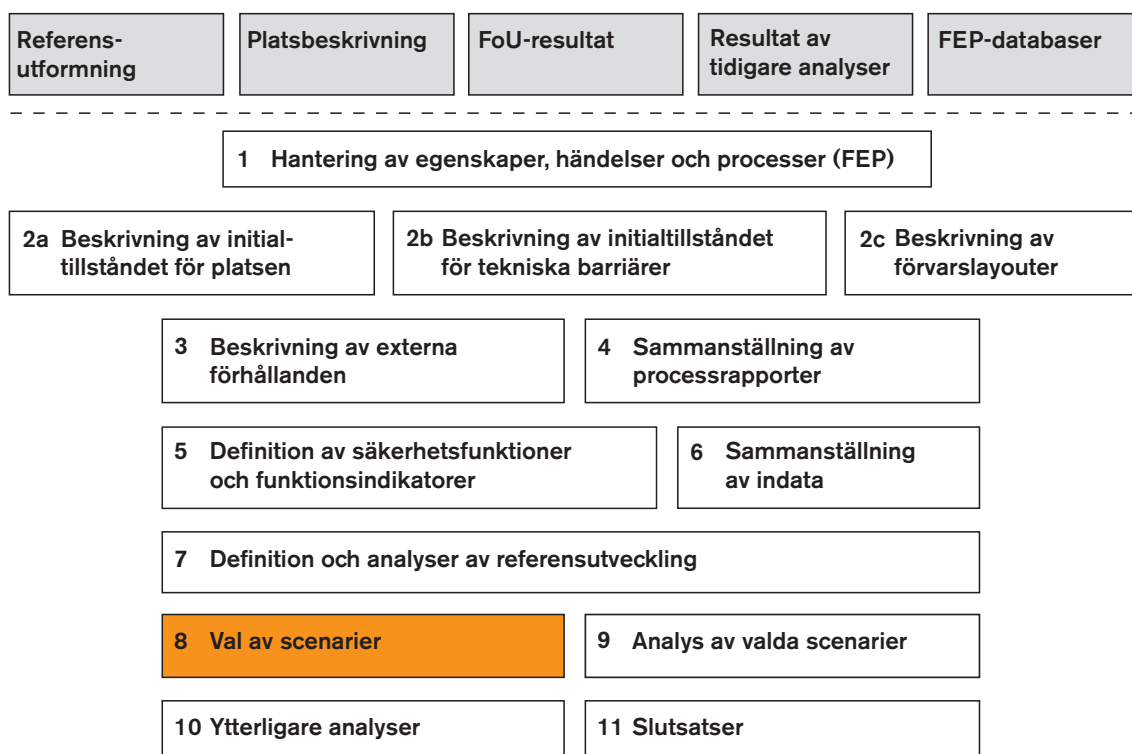 Referens-
utformning
Platsbeskrivning
FoU-resultat
Resultat av
tidigare analyser
FEP-databaser
1 Hantering av egenskaper, händelser och processer (FEP)
2a Beskrivning av initial-
tillståndet för platsen
2b Beskrivning av initialtillståndet
för tekniska barriärer
2c Beskrivning av
förvarslayouter
3 Beskrivning av externa
förhållanden
4 Sammanställning av
processrapporter
5 Definition av säkerhetsfunktioner
och funktionsindikatorer
6 Sammanställning
av indata
7 Definition och analyser av referensutveckling
8 Val av scenarier
9 Analys av valda scenarier
10 Ytterligare analyser
11 Slutsatser